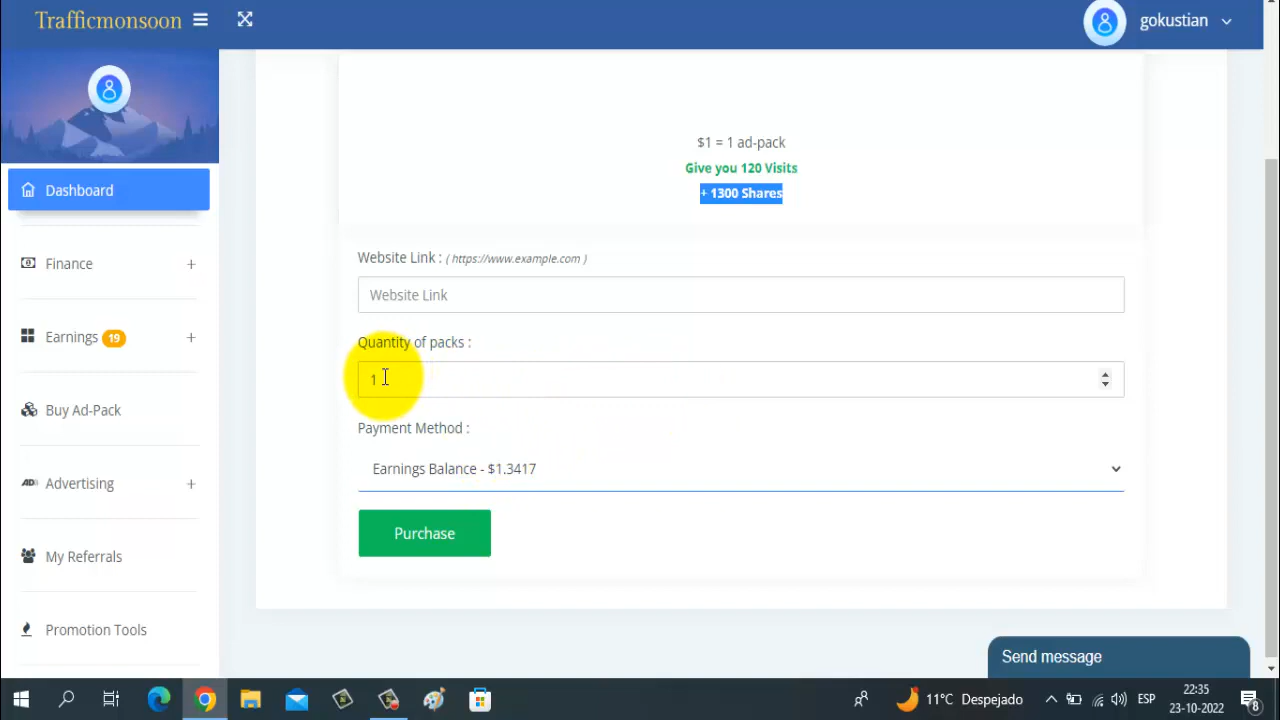 Trafficmonsoon
gokustian
Dashboard
Finance +
Earnings 19 +
Buy Ad-Pack
AD Advertising +
My Referrals
Promotion Tools
$1 = 1 ad-pack
Give you 120 Visits
+ 1300 Shares
Website Link : ( https://www.example.com )
Website Link
Quantity of packs :
1
Payment Method :
Earnings Balance - $1.3417
Purchase
Send message
11°C Despejado
ESP
22:35
23-10-2022
8